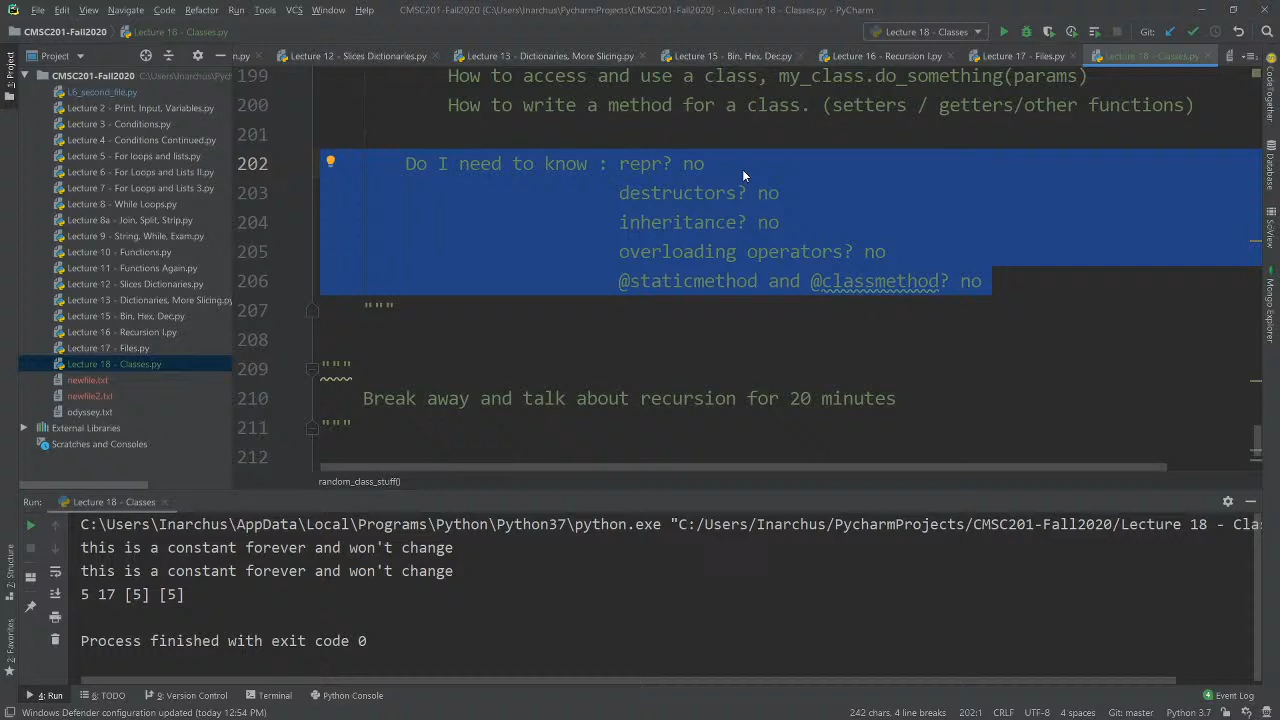 File Edit View Navigate Code Refactor Run Tools VCS Window Help CMSC201-Fall2020 [C:\Users\Inarchus\PycharmProjects\CMSC201-Fall2020] - ...\Lecture 18 - Classes.py - PyCharm
CMSC201-Fall2020 Lecture 18 - Classes.py
Lecture 18 - Classes Git:
Project
n.py Lecture 12 - Slices Dictionaries.py Lecture 13 - Dictionaries, More Slicing.py Lecture 15 - Bin, Hex, Dec.py Lecture 16 - Recursion I.py Lecture 17 - Files.py Lecture 18 - Classes.py
CMSC201-Fall2020 C:\Us
L6_second_file.py
Lecture 2 - Print, Input, Variables.py
Lecture 3 - Conditions.py
Lecture 4 - Conditions Continued.py
Lecture 5 - For loops and lists.py
Lecture 6 - For Loops and Lists II.py
Lecture 7 - For Loops and Lists 3.py
Lecture 8 - While Loops.py
Lecture 8a - Join, Split, Strip.py
Lecture 9 - String, While, Exam.py
Lecture 10 - Functions.py
Lecture 11 - Functions Again.py
Lecture 12 - Slices Dictionaries.py
Lecture 13 - Dictionaries, More Slicing.py
Lecture 15 - Bin, Hex, Dec.py
Lecture 16 - Recursion I.py
Lecture 17 - Files.py
Lecture 18 - Classes.py
newfile.txt
newfile2.txt
odyssey.txt
External Libraries
Scratches and Consoles
199 How to access and use a class, my_class.do_something(params)
200 How to write a method for a class. (setters / getters/other functions)
201
202 Do I need to know : repr? no
203 destructors? no
204 inheritance? no
205 overloading operators? no
206 @staticmethod and @classmethod? no
207 """
208
209 """
210 Break away and talk about recursion for 20 minutes
211 """
212
random_class_stuff()
1: Project
7: Structure
2: Favorites
CodeTogether
Database
SciView
Mongo Explorer
Run: Lecture 18 - Classes
C:\Users\Inarchus\AppData\Local\Programs\Python\Python37\python.exe "C:/Users/Inarchus/PycharmProjects/CMSC201-Fall2020/Lecture 18 - Clas
this is a constant forever and won't change
this is a constant forever and won't change
5 17 [5] [5]
Process finished with exit code 0
4: Run 6: TODO 9: Version Control Terminal Python Console 4 Event Log
Windows Defender configuration updated (today 12:54 PM) 242 chars, 4 line breaks 202:1 CRLF UTF-8 4 spaces Git: master Python 3.7